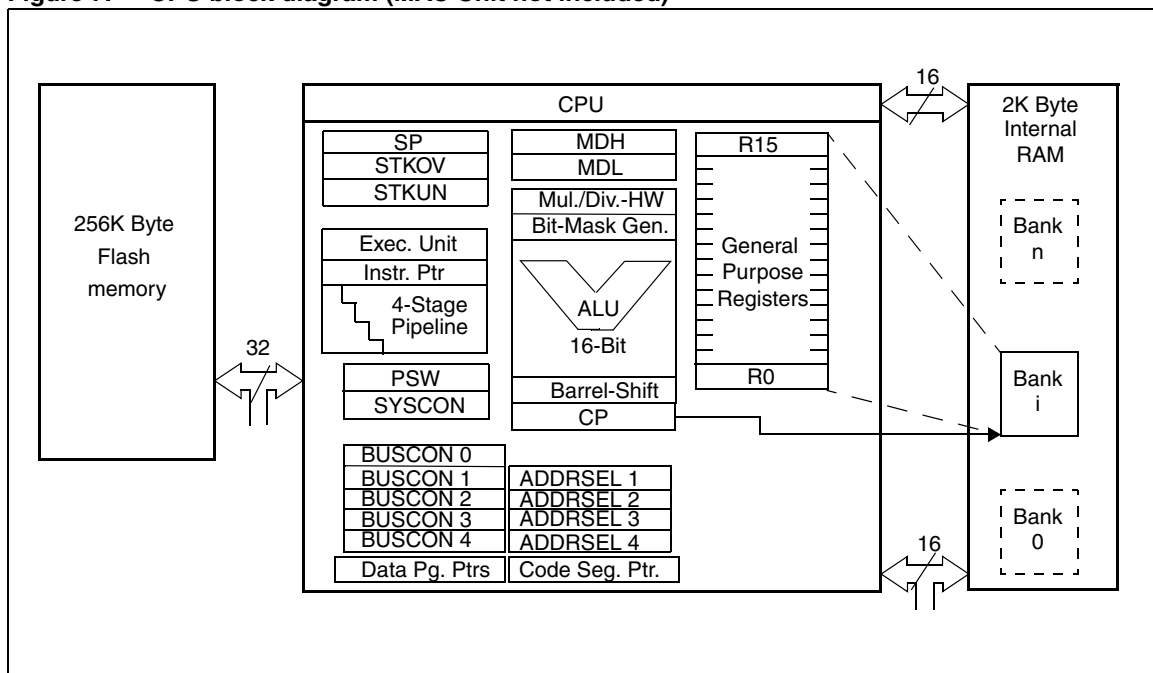 Figure 7. CPU block diagram (MAC Unit not included)
256K Byte
Flash
memory
32
CPU
SP
STKOV
STKUN
Exec. Unit
Instr. Ptr
4-Stage
Pipeline
PSW
SYSCON
BUSCON 0
BUSCON 1
BUSCON 2
BUSCON 3
BUSCON 4
Data Pg. Ptrs
MDH
MDL
Mul./Div.-HW
Bit-Mask Gen.
ALU
16-Bit
Barrel-Shift
CP
ADDRSEL 1
ADDRSEL 2
ADDRSEL 3
ADDRSEL 4
Code Seg. Ptr.
R15
General
Purpose
Registers
R0
16
16
2K Byte
Internal
RAM
Bank
n
Bank
i
Bank
0